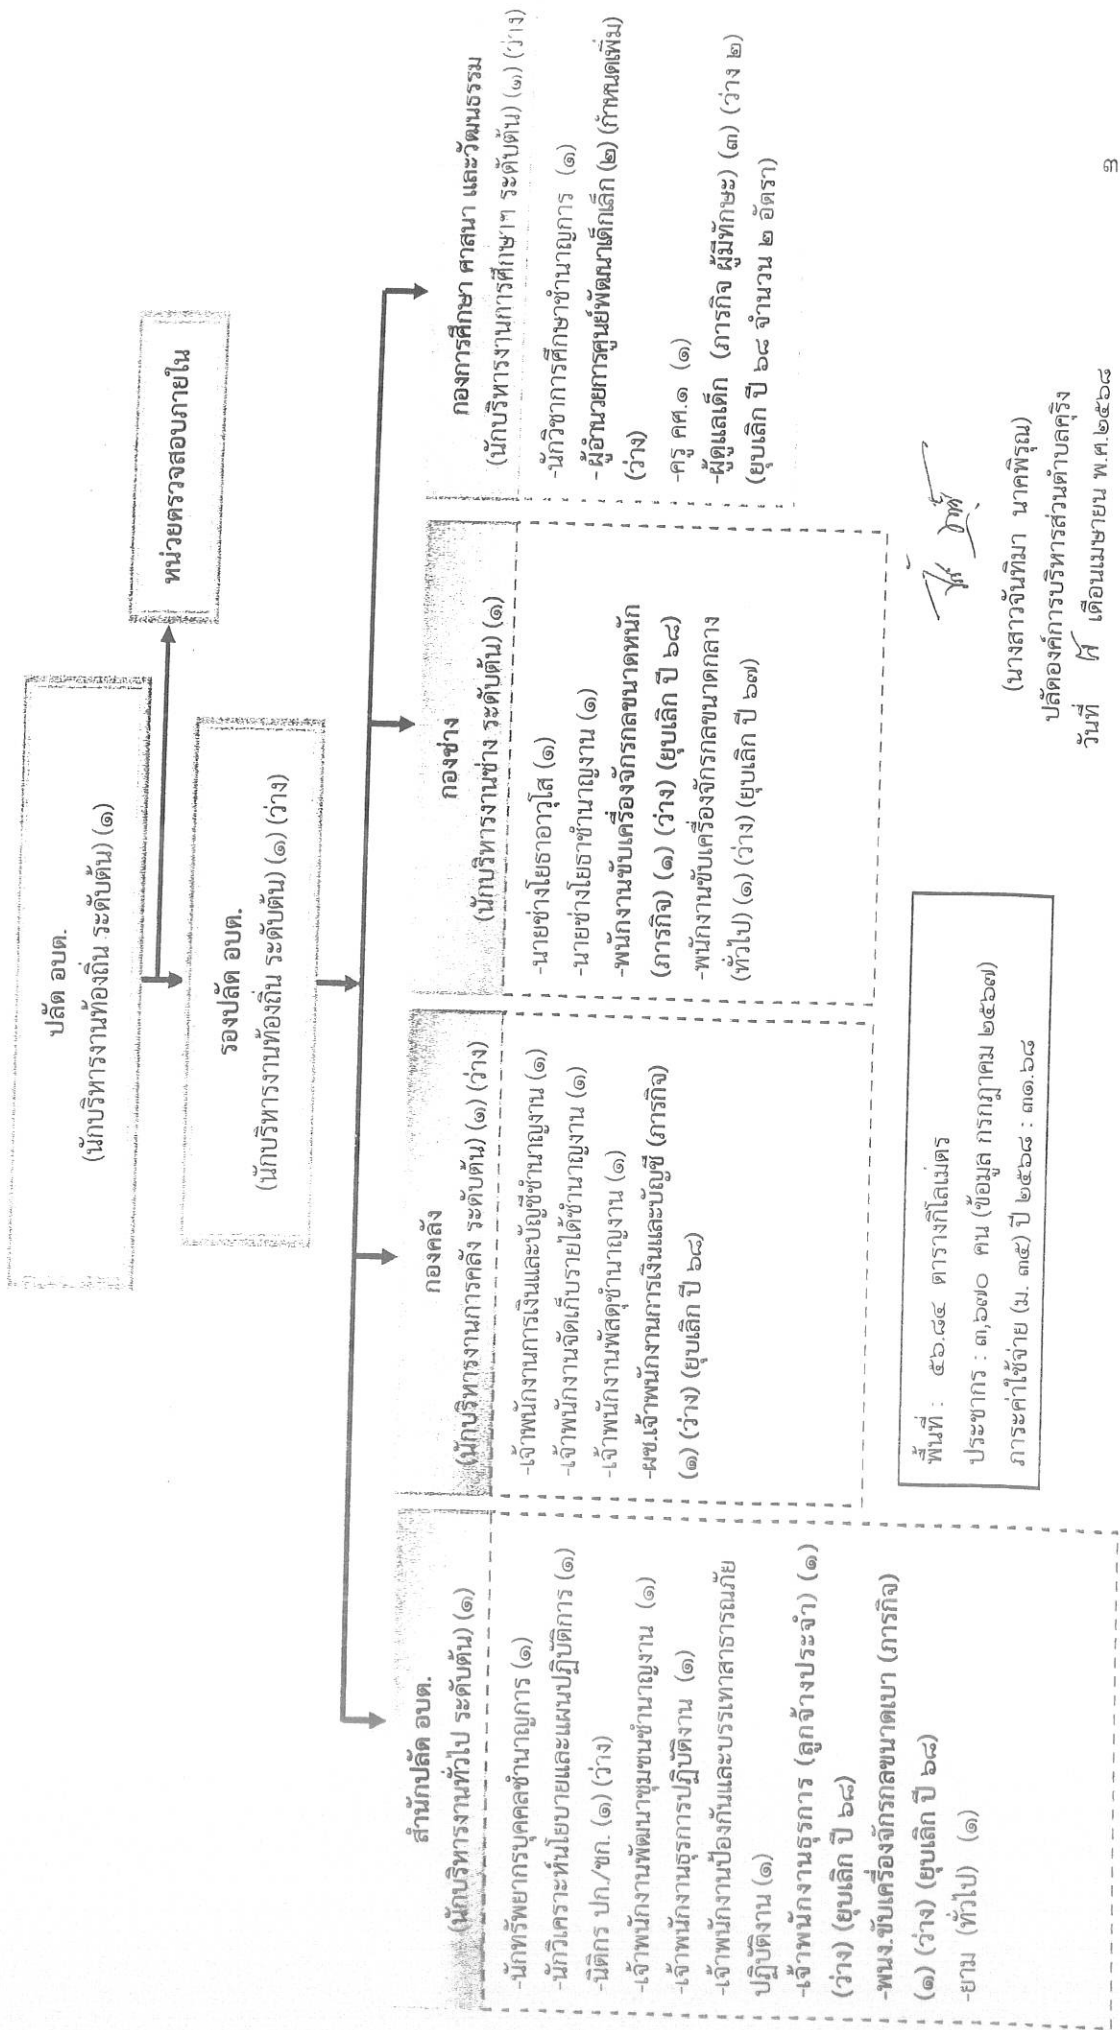 ปลัด อบต.
(นักบริหารงานท้องถิ่น ระดับต้น) (๑)
หน่วยตรวจสอบภายใน
รองปลัด อบต.
(นักบริหารงานท้องถิ่น ระดับต้น) (๑) (ว่าง)
สำนักปลัด อบต.
(นักบริหารงานทั่วไป ระดับต้น) (๑)
-นักทรัพยากรบุคคลชำนาญการ (๑)
-นักวิเคราะห์นโยบายและแผนปฏิบัติการ (๑)
-นิติกร ปก./ชก. (๑) (ว่าง)
-เจ้าพนักงานพัฒนาชุมชนชำนาญงาน (๑)
-เจ้าพนักงานธุรการปฏิบัติงาน (๑)
-เจ้าพนักงานป้องกันและบรรเทาสาธารณภัย
ปฏิบัติงาน (๑)
-เจ้าพนักงานธุรการ (ลูกจ้างประจำ) (๑)
(ว่าง) (ยุบเลิก ปี ๖๘)
-พนง.ขับเครื่องจักรกลขนาดเบา (ภารกิจ)
(๑) (ว่าง) (ยุบเลิก ปี ๖๘)
-ยาม (ทั่วไป) (๑)
กองคลัง
(นักบริหารงานการคลัง ระดับต้น) (๑) (ว่าง)
-เจ้าพนักงานการเงินและบัญชีชำนาญงาน (๑)
-เจ้าพนักงานจัดเก็บรายได้ชำนาญงาน (๑)
-เจ้าพนักงานพัสดุชำนาญงาน (๑)
-ผช.เจ้าพนักงานการเงินและบัญชี (ภารกิจ)
(๑) (ว่าง) (ยุบเลิก ปี ๖๘)
กองช่าง
(นักบริหารงานช่าง ระดับต้น) (๑)
-นายช่างโยธาอาวุโส (๑)
-นายช่างโยธาชำนาญงาน (๑)
-พนักงานขับเครื่องจักรกลขนาดหนัก
(ภารกิจ) (๑) (ว่าง) (ยุบเลิก ปี ๖๘)
-พนักงานขับเครื่องจักรกลขนาดกลาง
(ทั่วไป) (๑) (ว่าง) (ยุบเลิก ปี ๖๗)
กองการศึกษา ศาสนา และวัฒนธรรม
(นักบริหารงานการศึกษาฯ ระดับต้น) (๑) (ว่าง)
-นักวิชาการศึกษาชำนาญการ (๑)
- ผู้อำนวยการศูนย์พัฒนาเด็กเล็ก (๒) (กำหนดเพิ่ม)
(ว่าง)
-ครู คศ.๑ (๑)
-ผู้ดูแลเด็ก (ภารกิจ ผู้มีทักษะ) (๓) (ว่าง ๒)
(ยุบเลิก ปี ๖๘ จำนวน ๒ อัตรา)
พื้นที่ : ๕๖.๘๔ ตารางกิโลเมตร
ประชากร : ๓,๖๗๐ คน (ข้อมูล กรกฎาคม ๒๕๖๗)
ภาระค่าใช้จ่าย (ม. ๓๕) ปี ๒๕๖๘ : ๓๑.๖๘
(นางสาวจันทิมา นาคพิรุณ)
ปลัดองค์การบริหารส่วนตำบลคุริง
วันที่ เดือนเมษายน พ.ศ.๒๕๖๘
๓